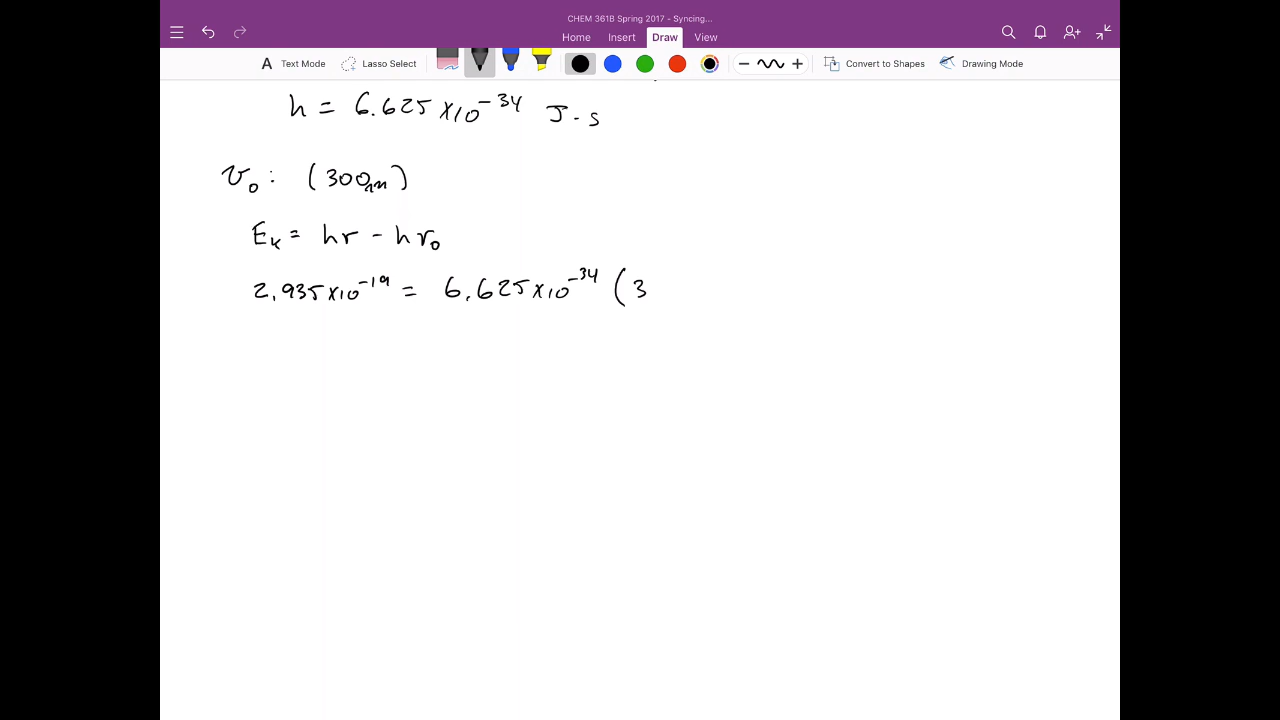 CHEM 361B Spring 2017 - Syncing...
Home Insert Draw View
Text Mode Lasso Select Convert to Shapes Drawing Mode
h = 6.625 x10^-34 J·s
ν₀ : (300nm)
Eₖ = hν - hν₀
2.935x10^-19 = 6.625x10^-34 (3